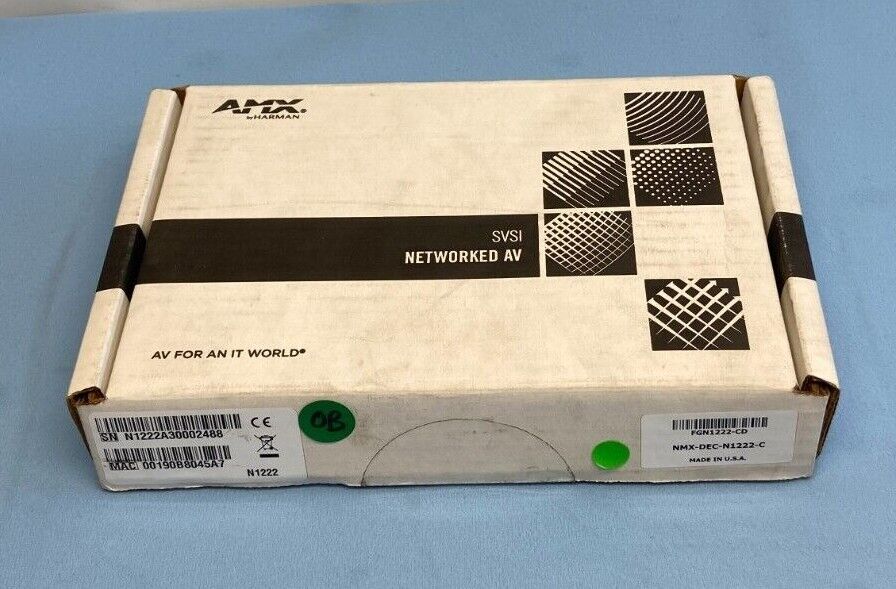 AMX®
by HARMAN
SVSI
NETWORKED AV
AV FOR AN IT WORLD®
SN N1222A30002488
CE
MAC 00190B8045A7
N1222
OB
FGN1222-CD
NMX-DEC-N1222-C
MADE IN U.S.A.